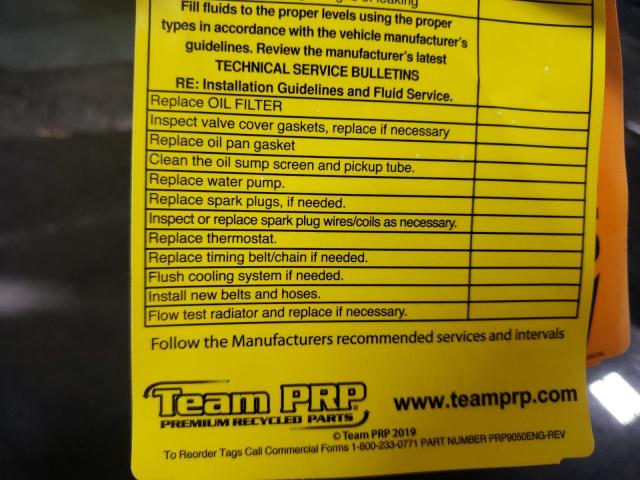 of leaking
Fill fluids to the proper levels using the proper
types in accordance with the vehicle manufacturer's
guidelines. Review the manufacturer's latest
TECHNICAL SERVICE BULLETINS
RE: Installation Guidelines and Fluid Service.
Replace OIL FILTER
Inspect valve cover gaskets, replace if necessary
Replace oil pan gasket
Clean the oil sump screen and pickup tube.
Replace water pump.
Replace spark plugs, if needed.
Inspect or replace spark plug wires/coils as necessary.
Replace thermostat.
Replace timing belt/chain if needed.
Flush cooling system if needed.
Install new belts and hoses.
Flow test radiator and replace if necessary.
Follow the Manufacturers recommended services and intervals
Team PRP®
PREMIUM RECYCLED PARTS
www.teamprp.com
© Team PRP 2019
To Reorder Tags Call Commercial Forms 1-800-233-0771 PART NUMBER PRP9050ENG-REV